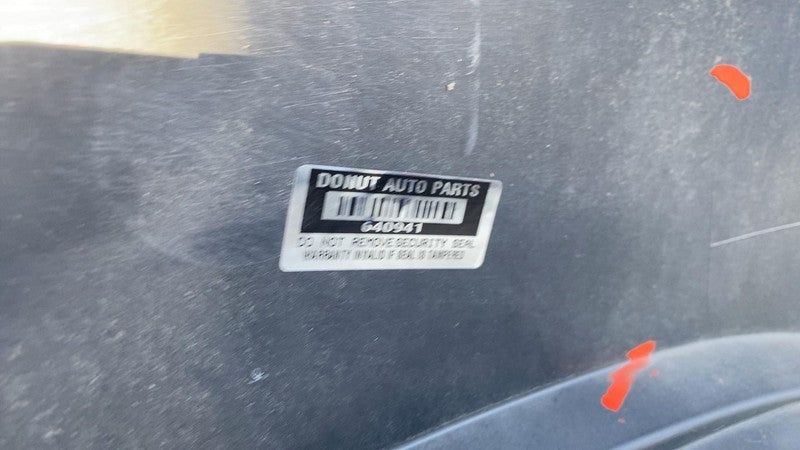 DONUT AUTO PARTS
640941
DO NOT REMOVE SECURITY SEAL
WARRANTY INVALID IF SEAL IS TAMPERED